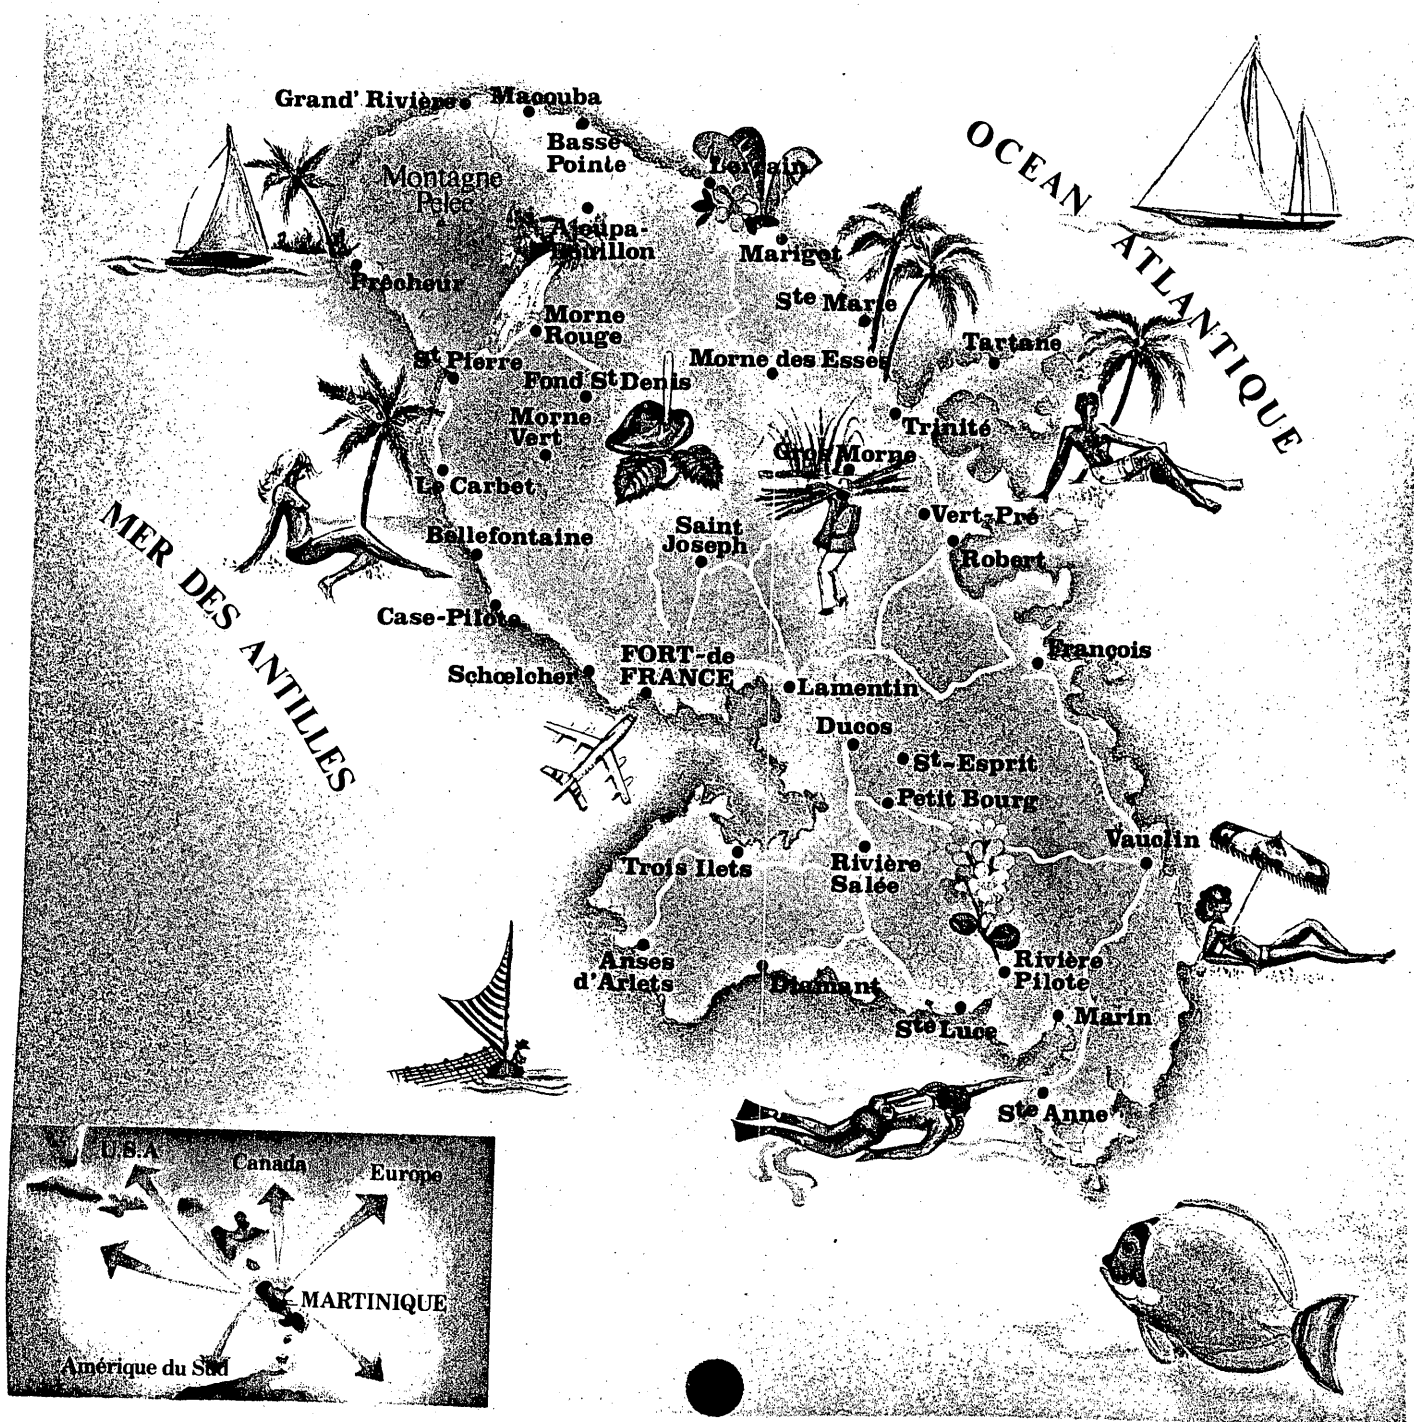 Grand' Rivière
Macouba
Basse
Pointe
Lorrain
OCEAN
ATLANTIQUE
Montagne
Pelée
Ajoupa-
Bouillon
Marigot
Prêcheur
Ste Marie
Morne
Rouge
Tartane
St Pierre
Morne des Esses
Fond St Denis
Morne
Vert
Trinité
Gros Morne
Le Carbet
MER DES ANTILLES
Vert-Pré
Saint
Joseph
Bellefontaine
Robert
Case-Pilote
François
FORT-de
FRANCE
Schœlcher
Lamentin
Ducos
St-Esprit
Petit Bourg
Vauclin
Trois Ilets
Rivière
Salée
Anses
d'Arlets
Diamant
Rivière
Pilote
Marin
Ste Luce
Ste Anne
U.S.A
Canada
Europe
MARTINIQUE
Amérique du Sud